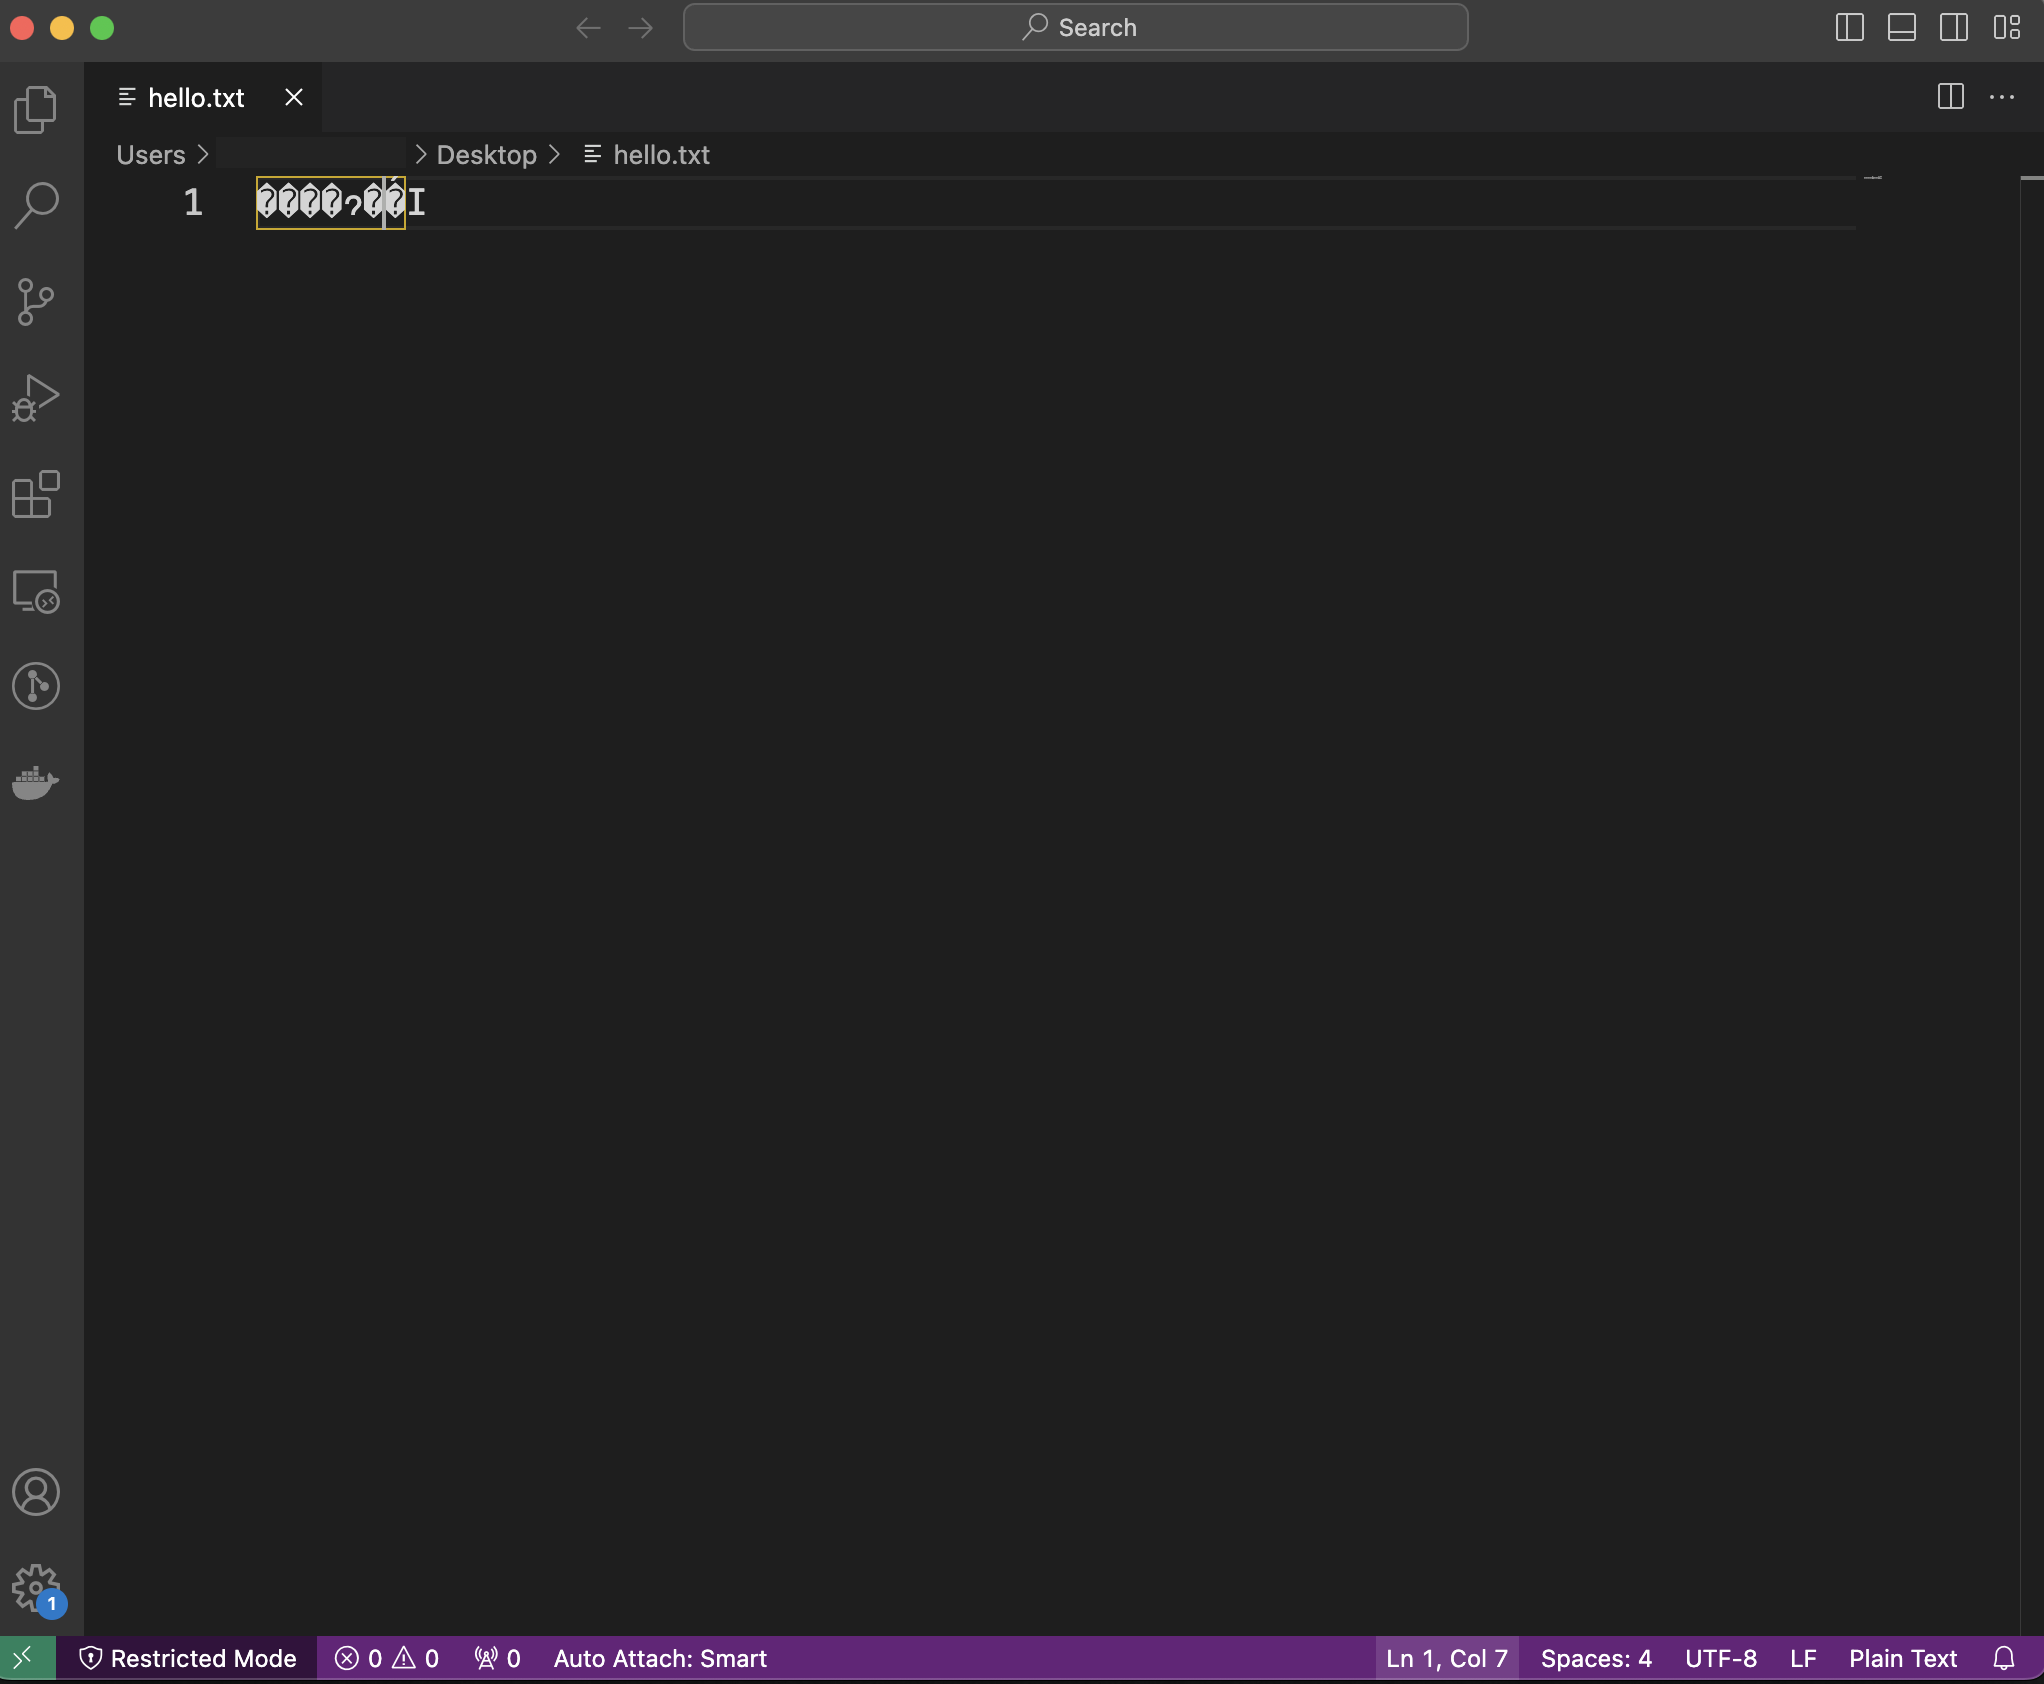 Search
hello.txt
Users > > Desktop > hello.txt
1 ����?��I
1
Restricted Mode 0 0 0 Auto Attach: Smart Ln 1, Col 7 Spaces: 4 UTF-8 LF Plain Text